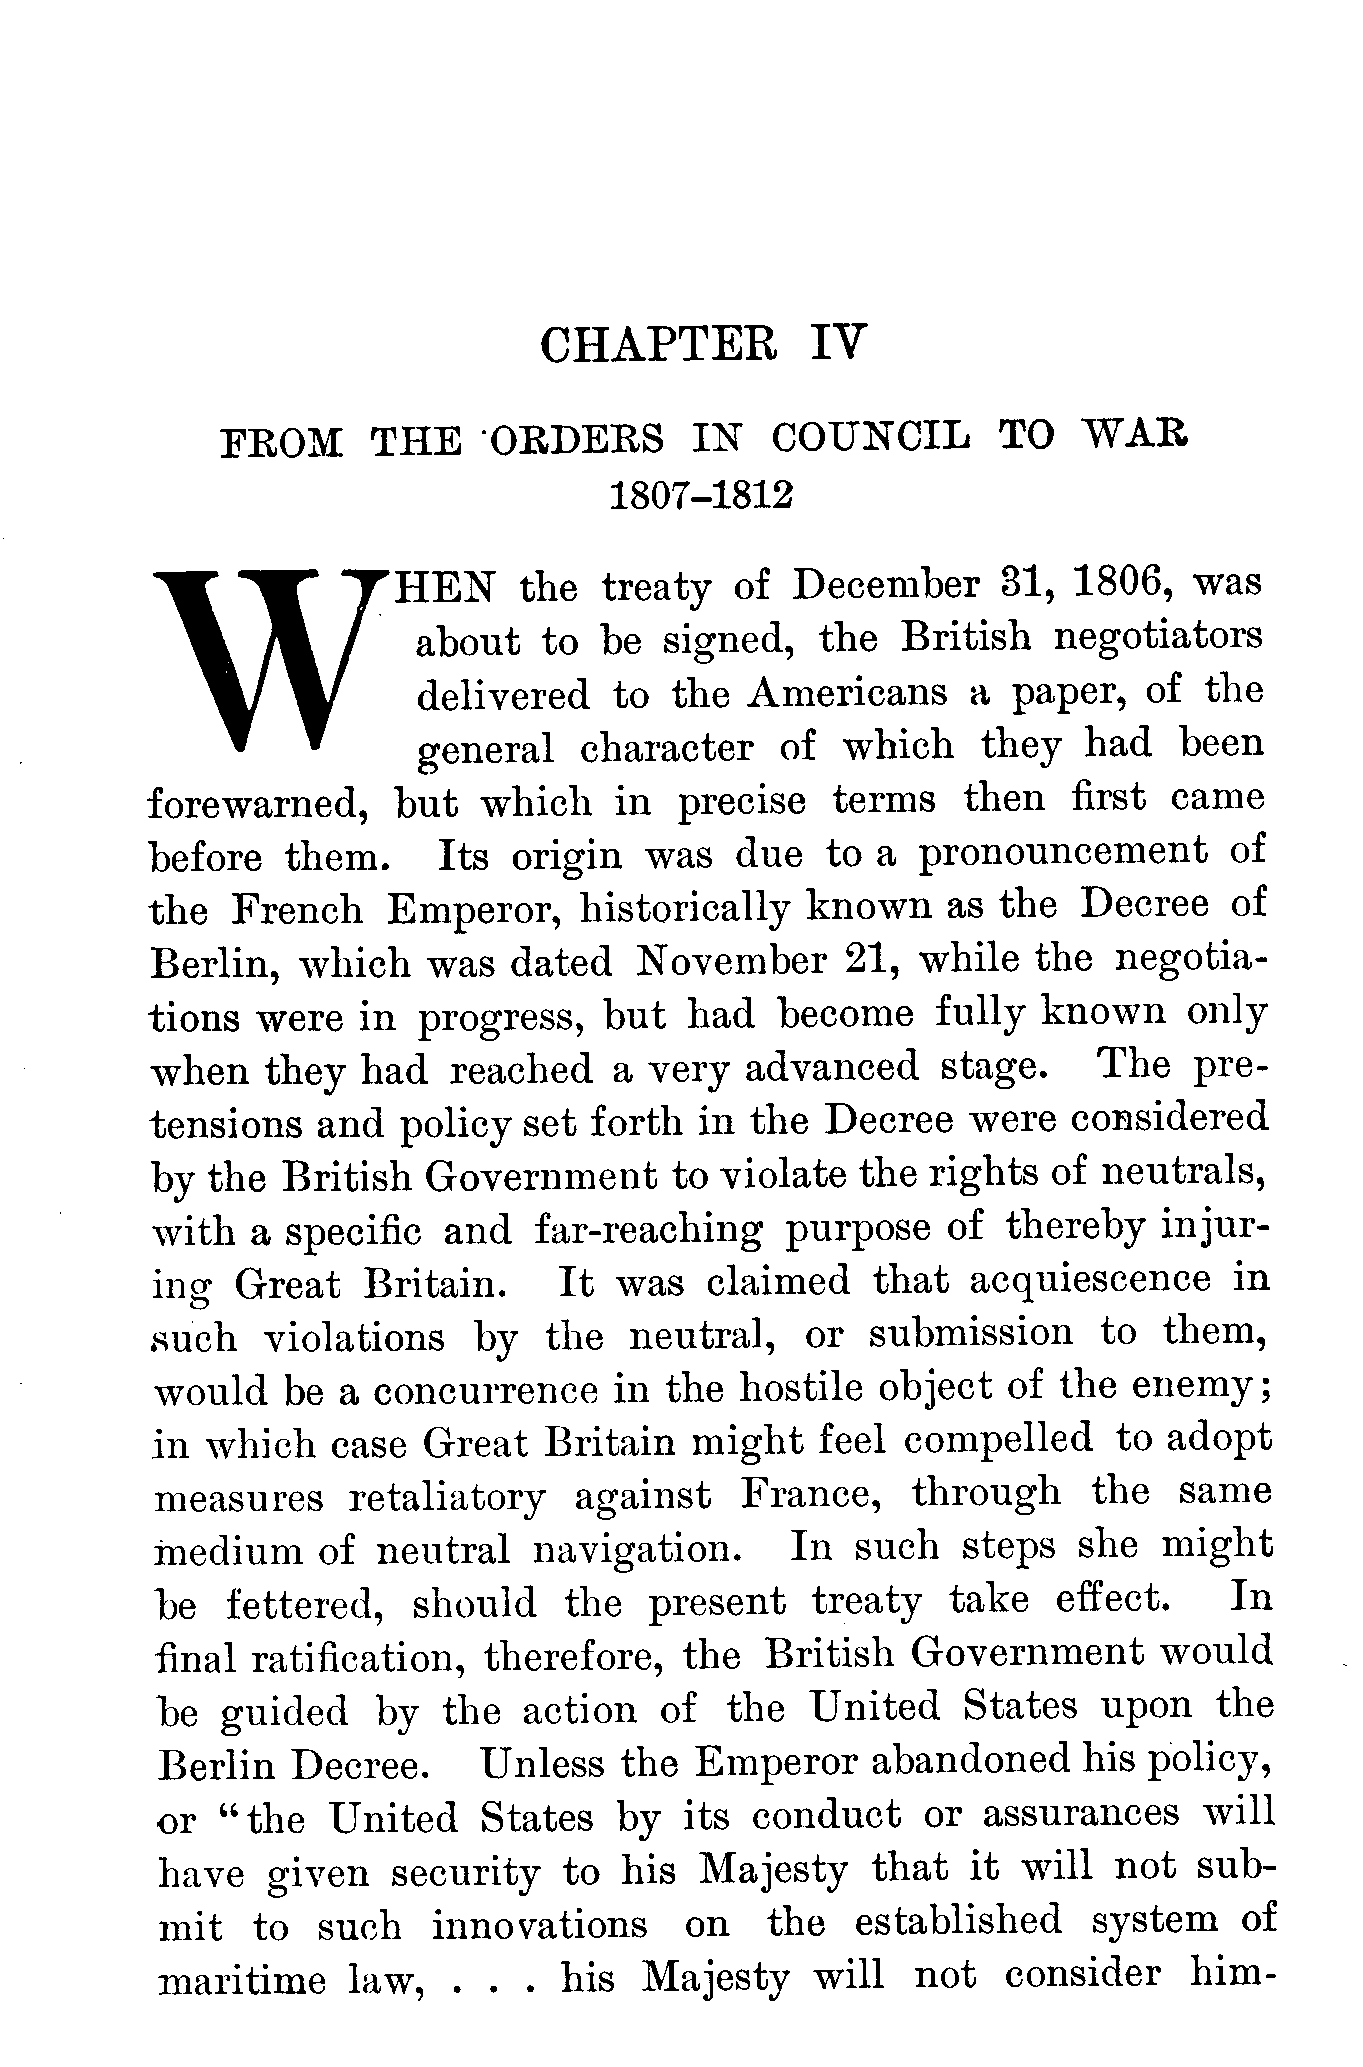 CHAPTER IV
FROM THE ORDERS IN COUNCIL TO WAR
1807–1812
WHEN the treaty of December 31, 1806, was
about to be signed, the British negotiators
delivered to the Americans a paper, of the
general character of which they had been
forewarned, but which in precise terms then first came
before them. Its origin was due to a pronouncement of
the French Emperor, historically known as the Decree of
Berlin, which was dated November 21, while the negotia-
tions were in progress, but had become fully known only
when they had reached a very advanced stage. The pre-
tensions and policy set forth in the Decree were considered
by the British Government to violate the rights of neutrals,
with a specific and far-reaching purpose of thereby injur-
ing Great Britain. It was claimed that acquiescence in
such violations by the neutral, or submission to them,
would be a concurrence in the hostile object of the enemy;
in which case Great Britain might feel compelled to adopt
measures retaliatory against France, through the same
medium of neutral navigation. In such steps she might
be fettered, should the present treaty take effect. In
final ratification, therefore, the British Government would
be guided by the action of the United States upon the
Berlin Decree. Unless the Emperor abandoned his policy,
or "the United States by its conduct or assurances will
have given security to his Majesty that it will not sub-
mit to such innovations on the established system of
maritime law, . . . his Majesty will not consider him-